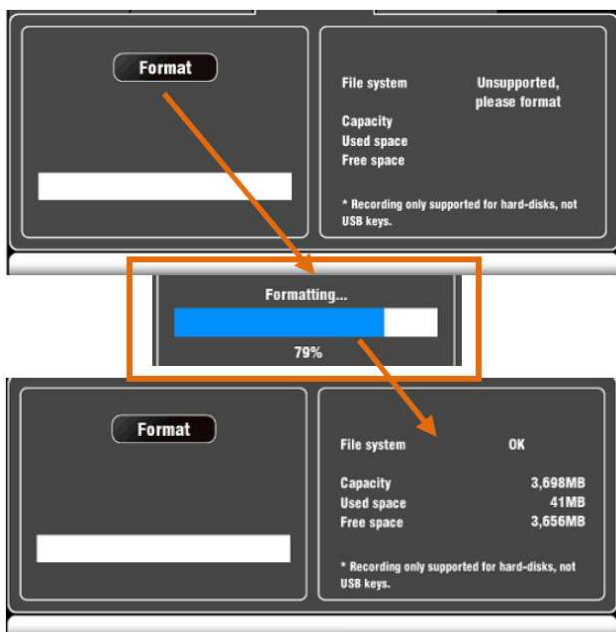 Format
File system Unsupported,
please format
Capacity
Used space
Free space
* Recording only supported for hard-disks, not
USB keys.
Formatting...
79%
Format
File system OK
Capacity 3,698MB
Used space 41MB
Free space 3,656MB
* Recording only supported for hard-disks, not
USB keys.